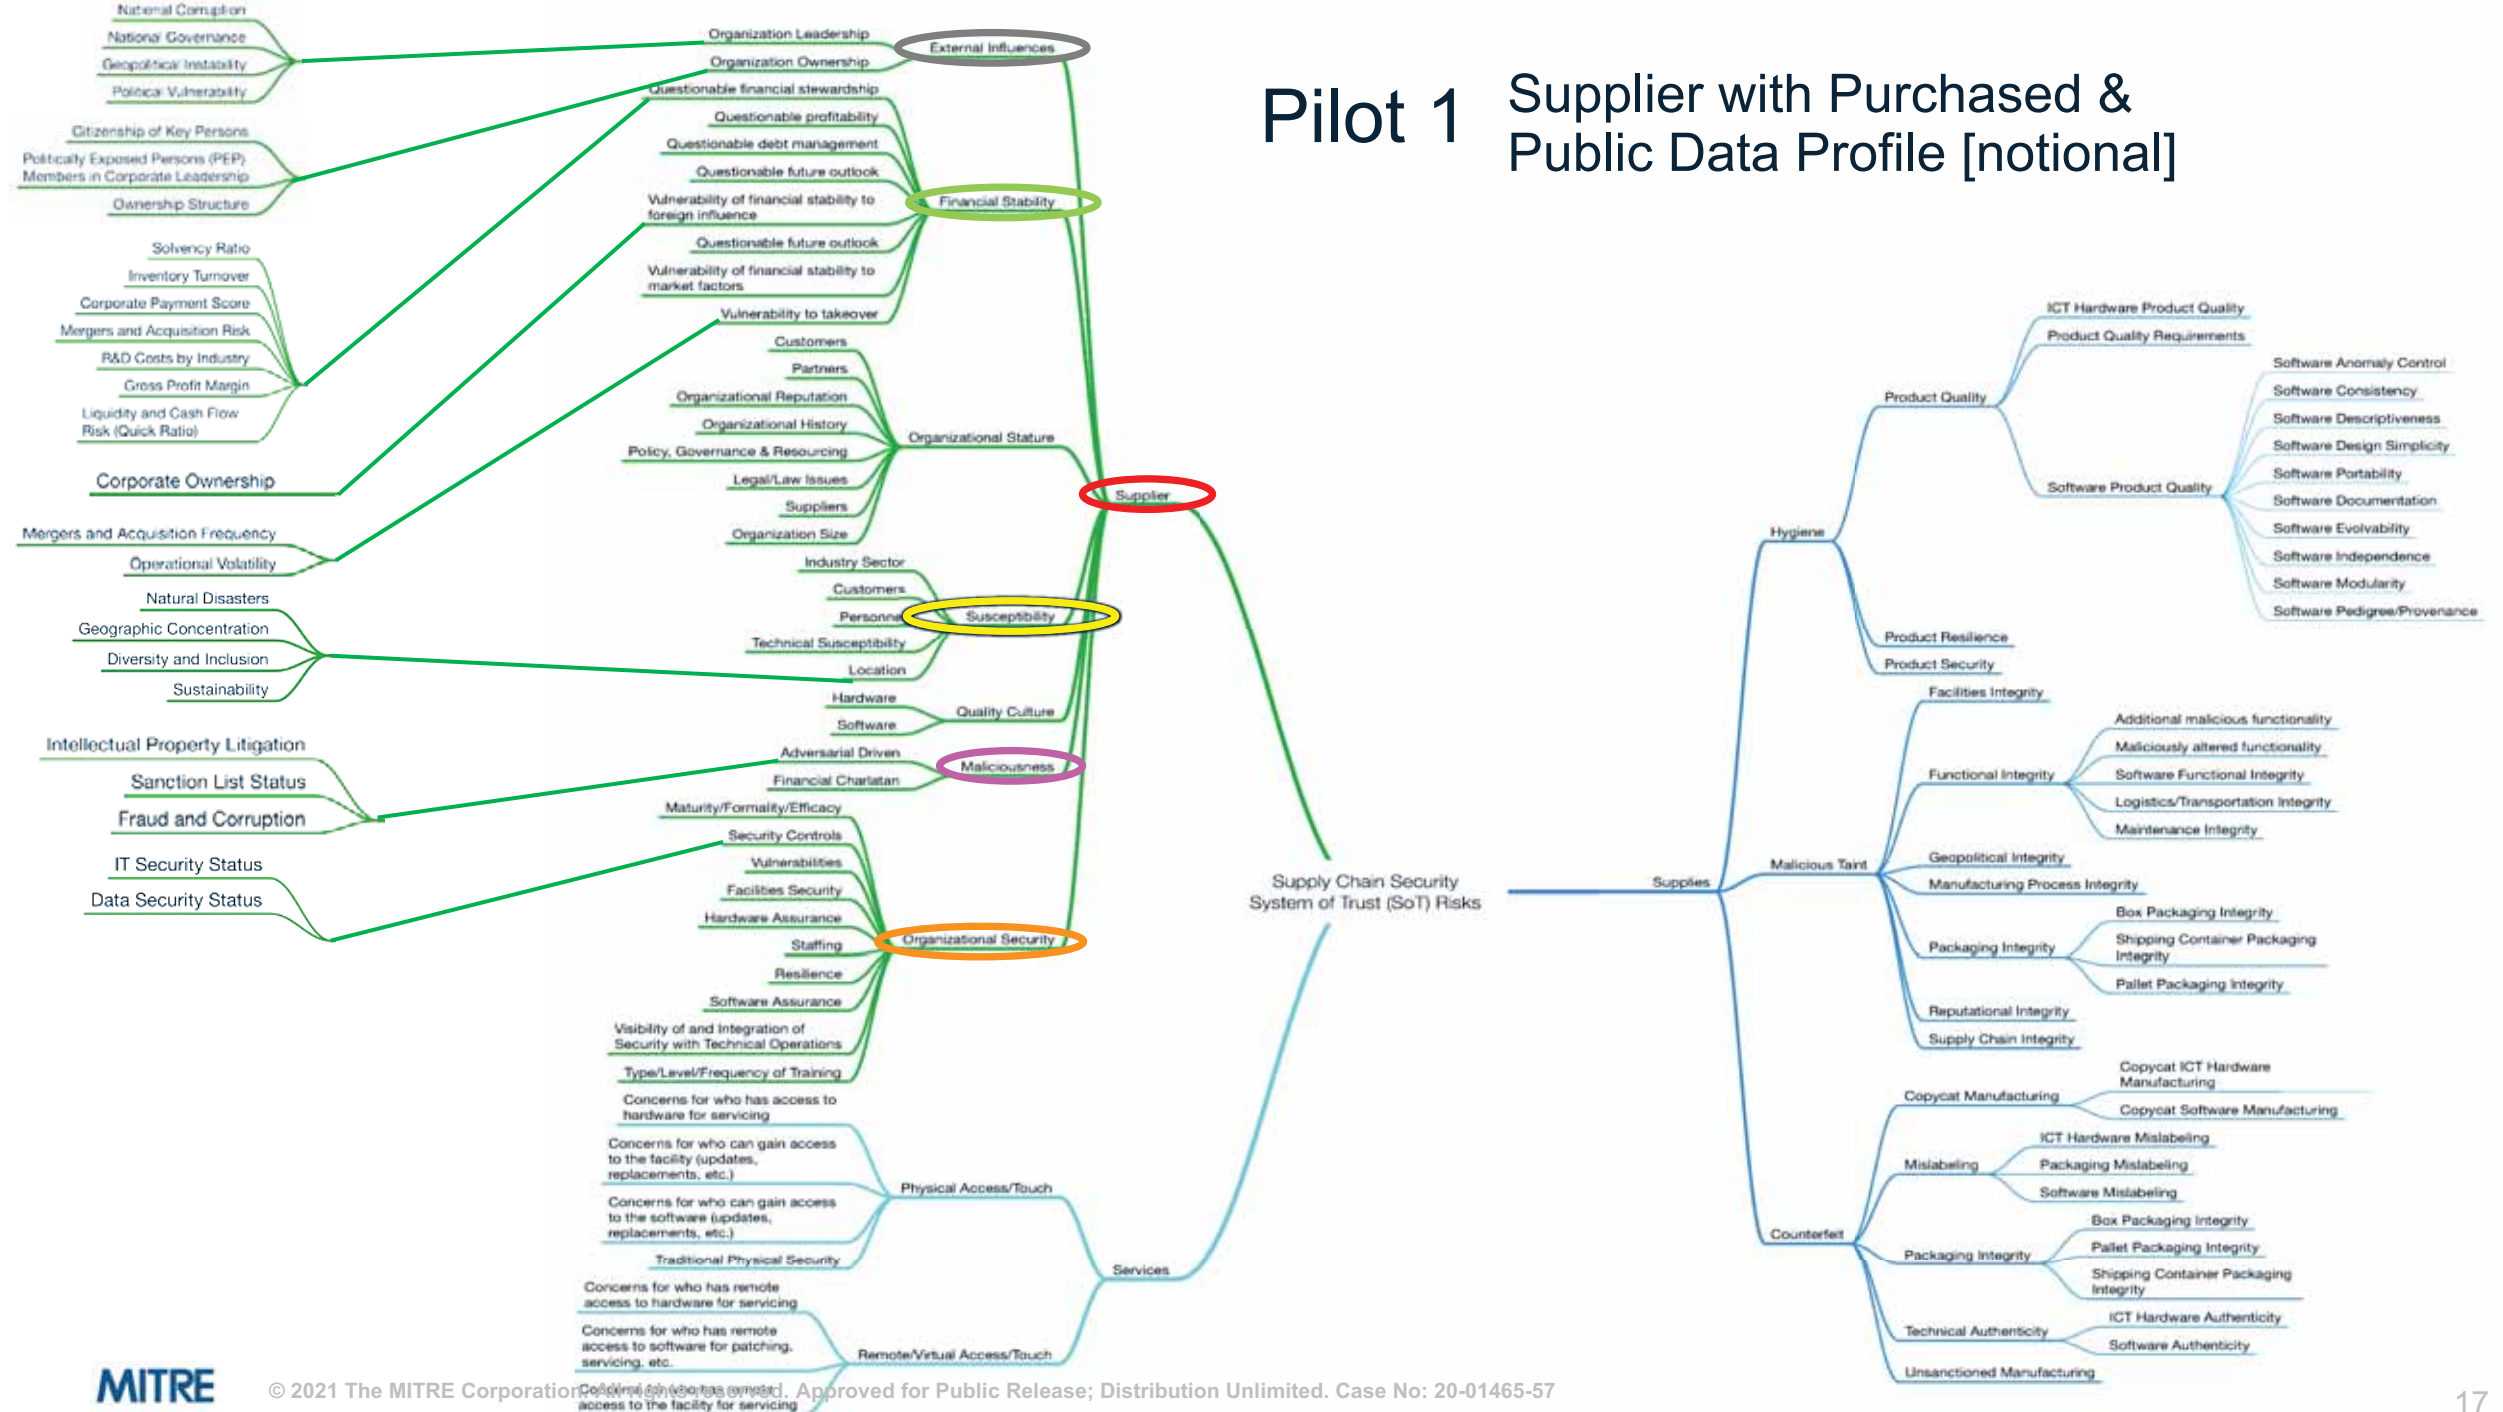 Pilot 1
Supplier with Purchased &
Public Data Profile [notional]
National Corruption
National Governance
Geopolitical Instability
Political Vulnerability
Citizenship of Key Persons
Politically Exposed Persons (PEP)
Members in Corporate Leadership
Ownership Structure
Solvency Ratio
Inventory Turnover
Corporate Payment Score
Mergers and Acquisition Risk
R&D Costs by Industry
Gross Profit Margin
Liquidity and Cash Flow
Risk (Quick Ratio)
Corporate Ownership
Mergers and Acquisition Frequency
Operational Volatility
Natural Disasters
Geographic Concentration
Diversity and Inclusion
Sustainability
Intellectual Property Litigation
Sanction List Status
Fraud and Corruption
IT Security Status
Data Security Status
Organization Leadership
Organization Ownership
External Influences
Questionable financial stewardship
Questionable profitability
Questionable debt management
Questionable future outlook
Vulnerability of financial stability to
foreign influence
Questionable future outlook
Vulnerability of financial stability to
market factors
Vulnerability to takeover
Financial Stability
Customers
Partners
Organizational Reputation
Organizational History
Policy, Governance & Resourcing
Legal/Law Issues
Suppliers
Organization Size
Organizational Stature
Supplier
Industry Sector
Customers
Personne
Technical Susceptibility
Location
Susceptibility
Hardware
Software
Quality Culture
Adversarial Driven
Financial Charlatan
Maliciousness
Maturity/Formality/Efficacy
Security Controls
Vulnerabilities
Facilities Security
Hardware Assurance
Staffing
Resilience
Software Assurance
Visibility of and Integration of
Security with Technical Operations
Type/Level/Frequency of Training
Organizational Security
Concerns for who has access to
hardware for servicing
Concerns for who can gain access
to the facility (updates,
replacements, etc.)
Concerns for who can gain access
to the software (updates,
replacements, etc.)
Traditional Physical Security
Physical Access/Touch
Services
Concerns for who has remote
access to hardware for servicing
Concerns for who has remote
access to software for patching,
servicing, etc.
Remote/Virtual Access/Touch
access to the facility for servicing
Supply Chain Security
System of Trust (SoT) Risks
Supplies
Hygiene
Product Quality
ICT Hardware Product Quality
Product Quality Requirements
Software Product Quality
Software Anomaly Control
Software Consistency
Software Descriptiveness
Software Design Simplicity
Software Portability
Software Documentation
Software Evolvability
Software Independence
Software Modularity
Software Pedigree/Provenance
Product Resilience
Product Security
Malicious Taint
Facilities Integrity
Functional Integrity
Additional malicious functionality
Maliciously altered functionality
Software Functional Integrity
Logistics/Transportation Integrity
Maintenance Integrity
Geopolitical Integrity
Manufacturing Process Integrity
Packaging Integrity
Box Packaging Integrity
Shipping Container Packaging
Integrity
Pallet Packaging Integrity
Reputational Integrity
Supply Chain Integrity
Counterfeit
Copycat Manufacturing
Copycat ICT Hardware
Manufacturing
Copycat Software Manufacturing
Mislabeling
ICT Hardware Mislabeling
Packaging Mislabeling
Software Mislabeling
Packaging Integrity
Box Packaging Integrity
Pallet Packaging Integrity
Shipping Container Packaging
Integrity
Technical Authenticity
ICT Hardware Authenticity
Software Authenticity
Unsanctioned Manufacturing
MITRE
© 2021 The MITRE Corporation. All rights reserved. Approved for Public Release; Distribution Unlimited. Case No: 20-01465-57
17